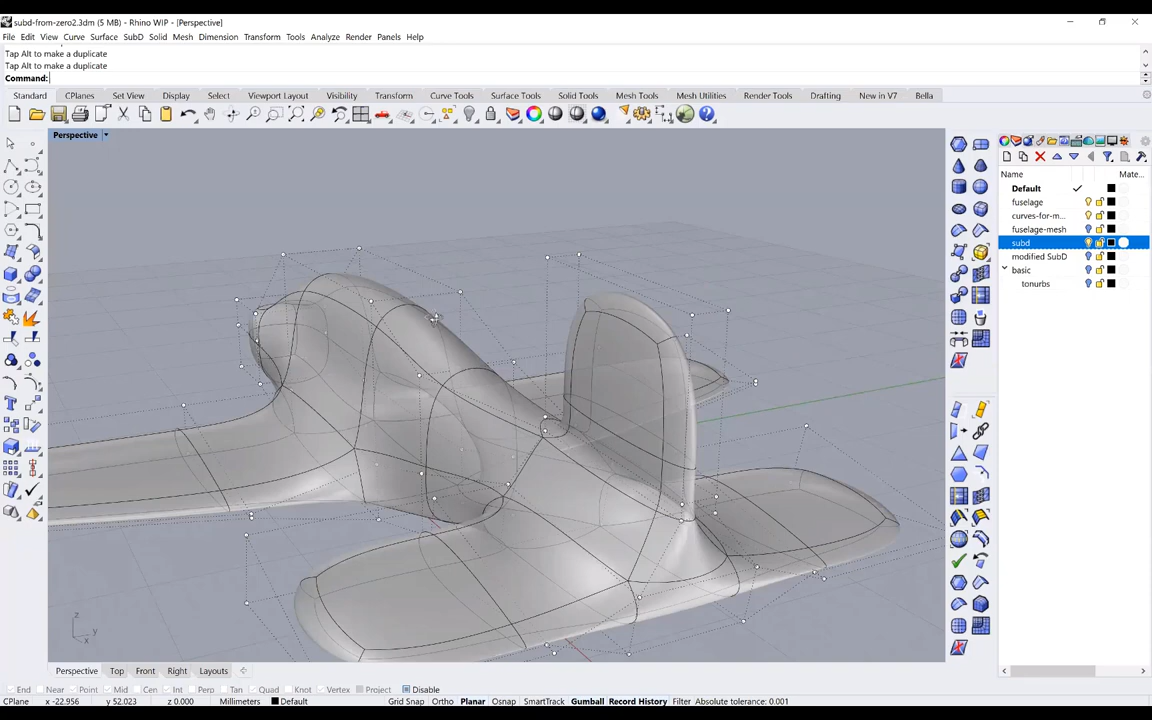 subd-from-zero2.3dm (5 MB) - Rhino WIP - [Perspective]
File Edit View Curve Surface SubD Solid Mesh Dimension Transform Tools Analyze Render Panels Help
Tap Alt to make a duplicate
Tap Alt to make a duplicate
Command:
Standard CPlanes Set View Display Select Viewport Layout Visibility Transform Curve Tools Surface Tools Solid Tools Mesh Tools Mesh Utilities Render Tools Drafting New in V7 Bella
Perspective
Name Mate...
Default
fuselage
curves-for-m...
fuselage-mesh
subd
modified SubD
basic
tonurbs
z
y
x
Perspective Top Front Right Layouts
End Near Point Mid Cen Int Perp Tan Quad Knot Vertex Project Disable
CPlane x -22.956 y 52.023 z 0.000 Millimeters Default Grid Snap Ortho Planar Osnap SmartTrack Gumball Record History Filter Absolute tolerance: 0.001